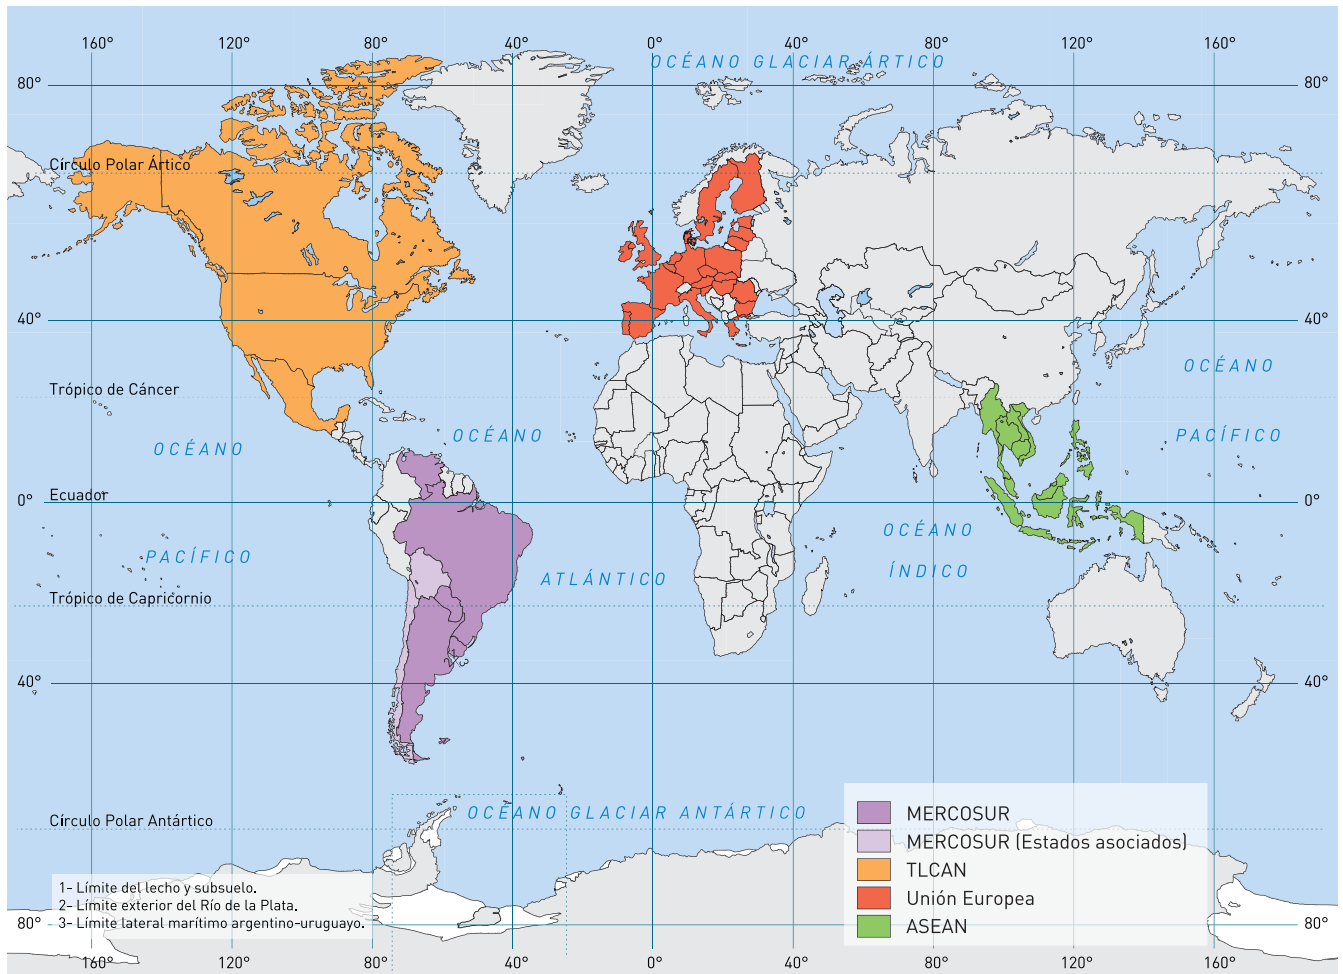 160° 120° 80° 40° 0° 40° 80° 120° 160°
OCÉANO GLACIAR ÁRTICO
80° 80°
Círculo Polar Ártico
40° 40°
OCÉANO
Trópico de Cáncer
OCÉANO OCÉANO PACÍFICO
Ecuador
0° 0°
OCÉANO
PACÍFICO
ÍNDICO
ATLÁNTICO
Trópico de Capricornio
1 2 3
40° 40°
OCÉANO GLACIAR ANTÁRTICO
Círculo Polar Antártico
MERCOSUR
MERCOSUR (Estados asociados)
TLCAN
Unión Europea
ASEAN
1- Límite del lecho y subsuelo.
2- Límite exterior del Río de la Plata.
3- Límite lateral marítimo argentino-uruguayo.
80° 80°
160° 120° 80° 40° 0° 40° 80° 120° 160°